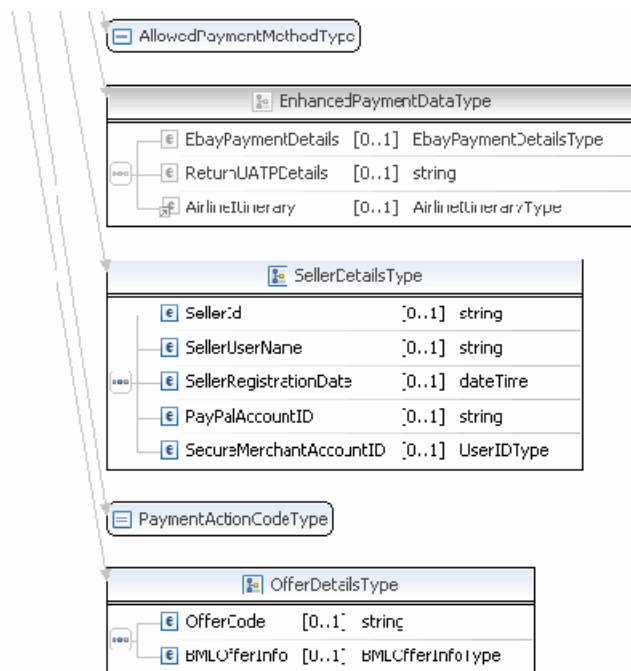 AllowedPaymentMethodType
EnhancedPaymentDataType
EbayPaymentDetails [0..1] EbayPaymentDetailsType
ReturnUATPDetails [0..1] string
AirlineItinerary [0..1] AirlineItineraryType
SellerDetailsType
SellerId [0..1] string
SellerUserName [0..1] string
SellerRegistrationDate [0..1] dateTime
PayPalAccountID [0..1] string
SecureMerchantAccountID [0..1] UserIDType
PaymentActionCodeType
OfferDetailsType
OfferCode [0..1] string
BMLOfferInfo [0..1] BMLOfferInfoType